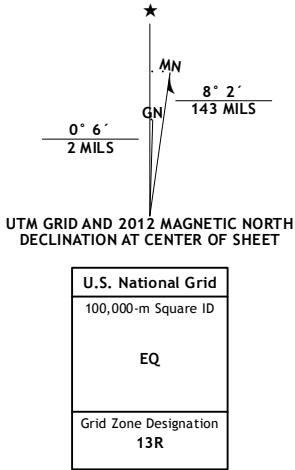 ★
MN
8° 2´
143 MILS
GN
0° 6´
2 MILS
UTM GRID AND 2012 MAGNETIC NORTH
DECLINATION AT CENTER OF SHEET
U.S. National Grid
100,000-m Square ID
EQ
Grid Zone Designation
13R